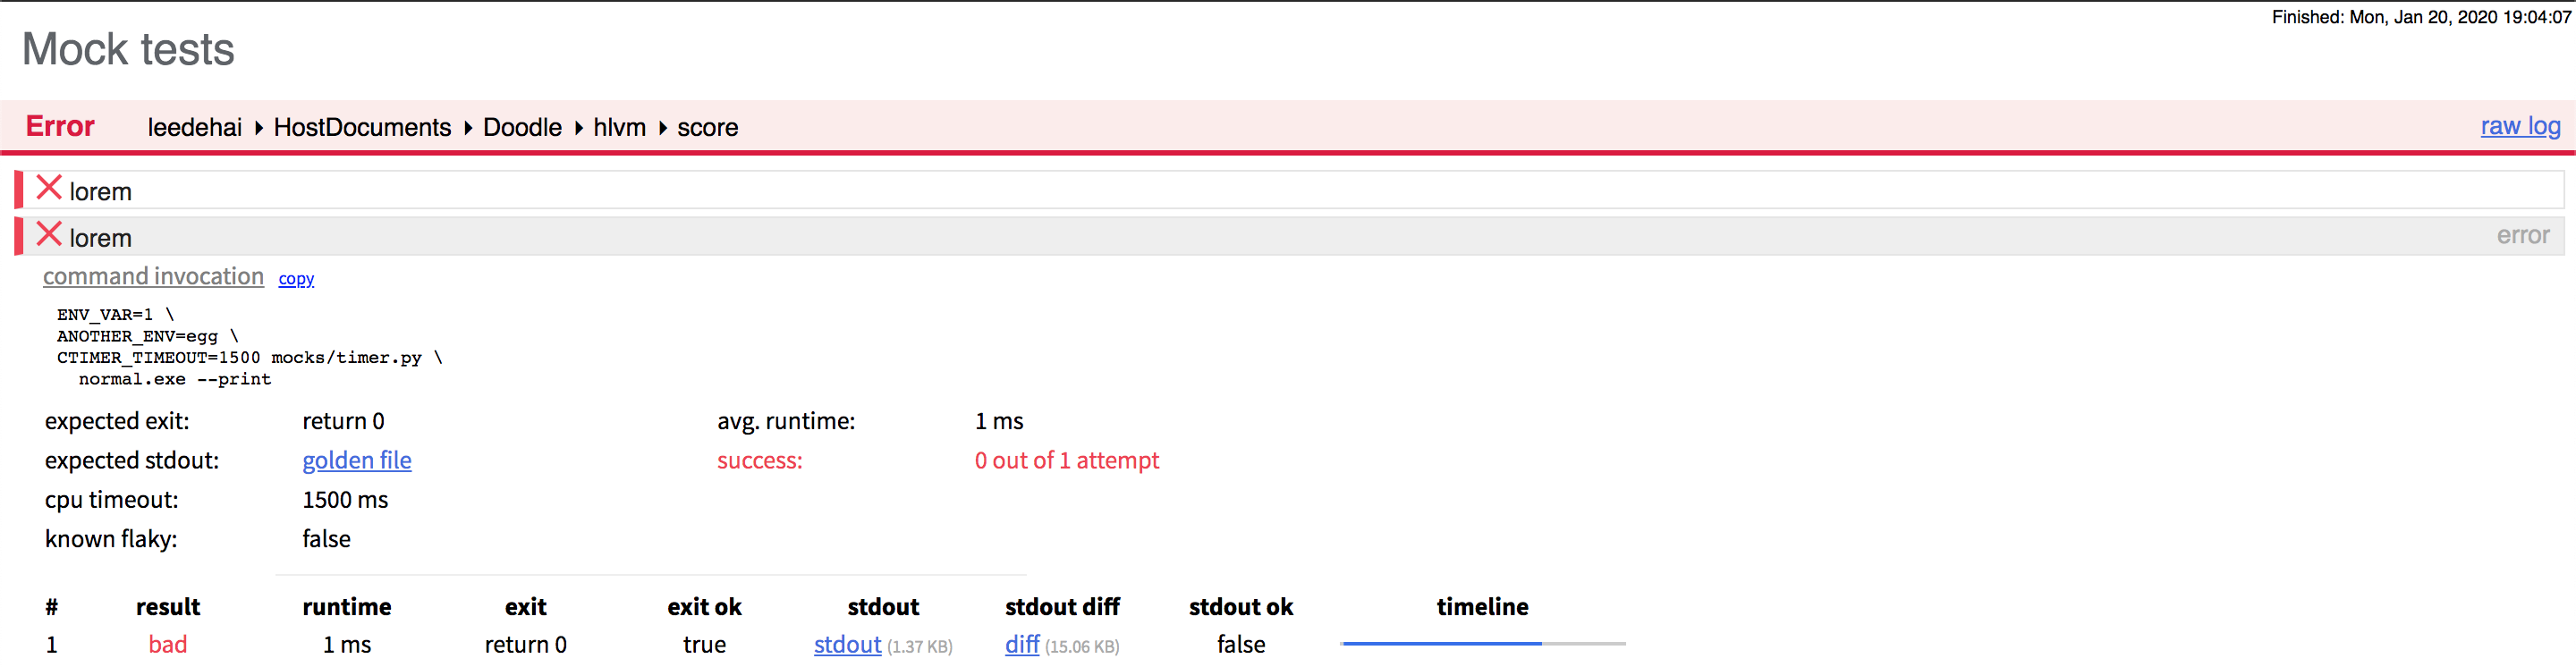 Finished: Mon, Jan 20, 2020 19:04:07
Mock tests
Error leedehai HostDocuments Doodle hlvm score raw log
lorem
lorem error
command invocation copy
ENV_VAR=1 \
ANOTHER_ENV=egg \
CTIMER_TIMEOUT=1500 mocks/timer.py \
normal.exe --print
expected exit: return 0 avg. runtime: 1 ms
expected stdout: golden file success: 0 out of 1 attempt
cpu timeout: 1500 ms
known flaky: false
# result runtime exit exit ok stdout stdout diff stdout ok timeline
1 bad 1 ms return 0 true stdout (1.37 KB) diff (15.06 KB) false